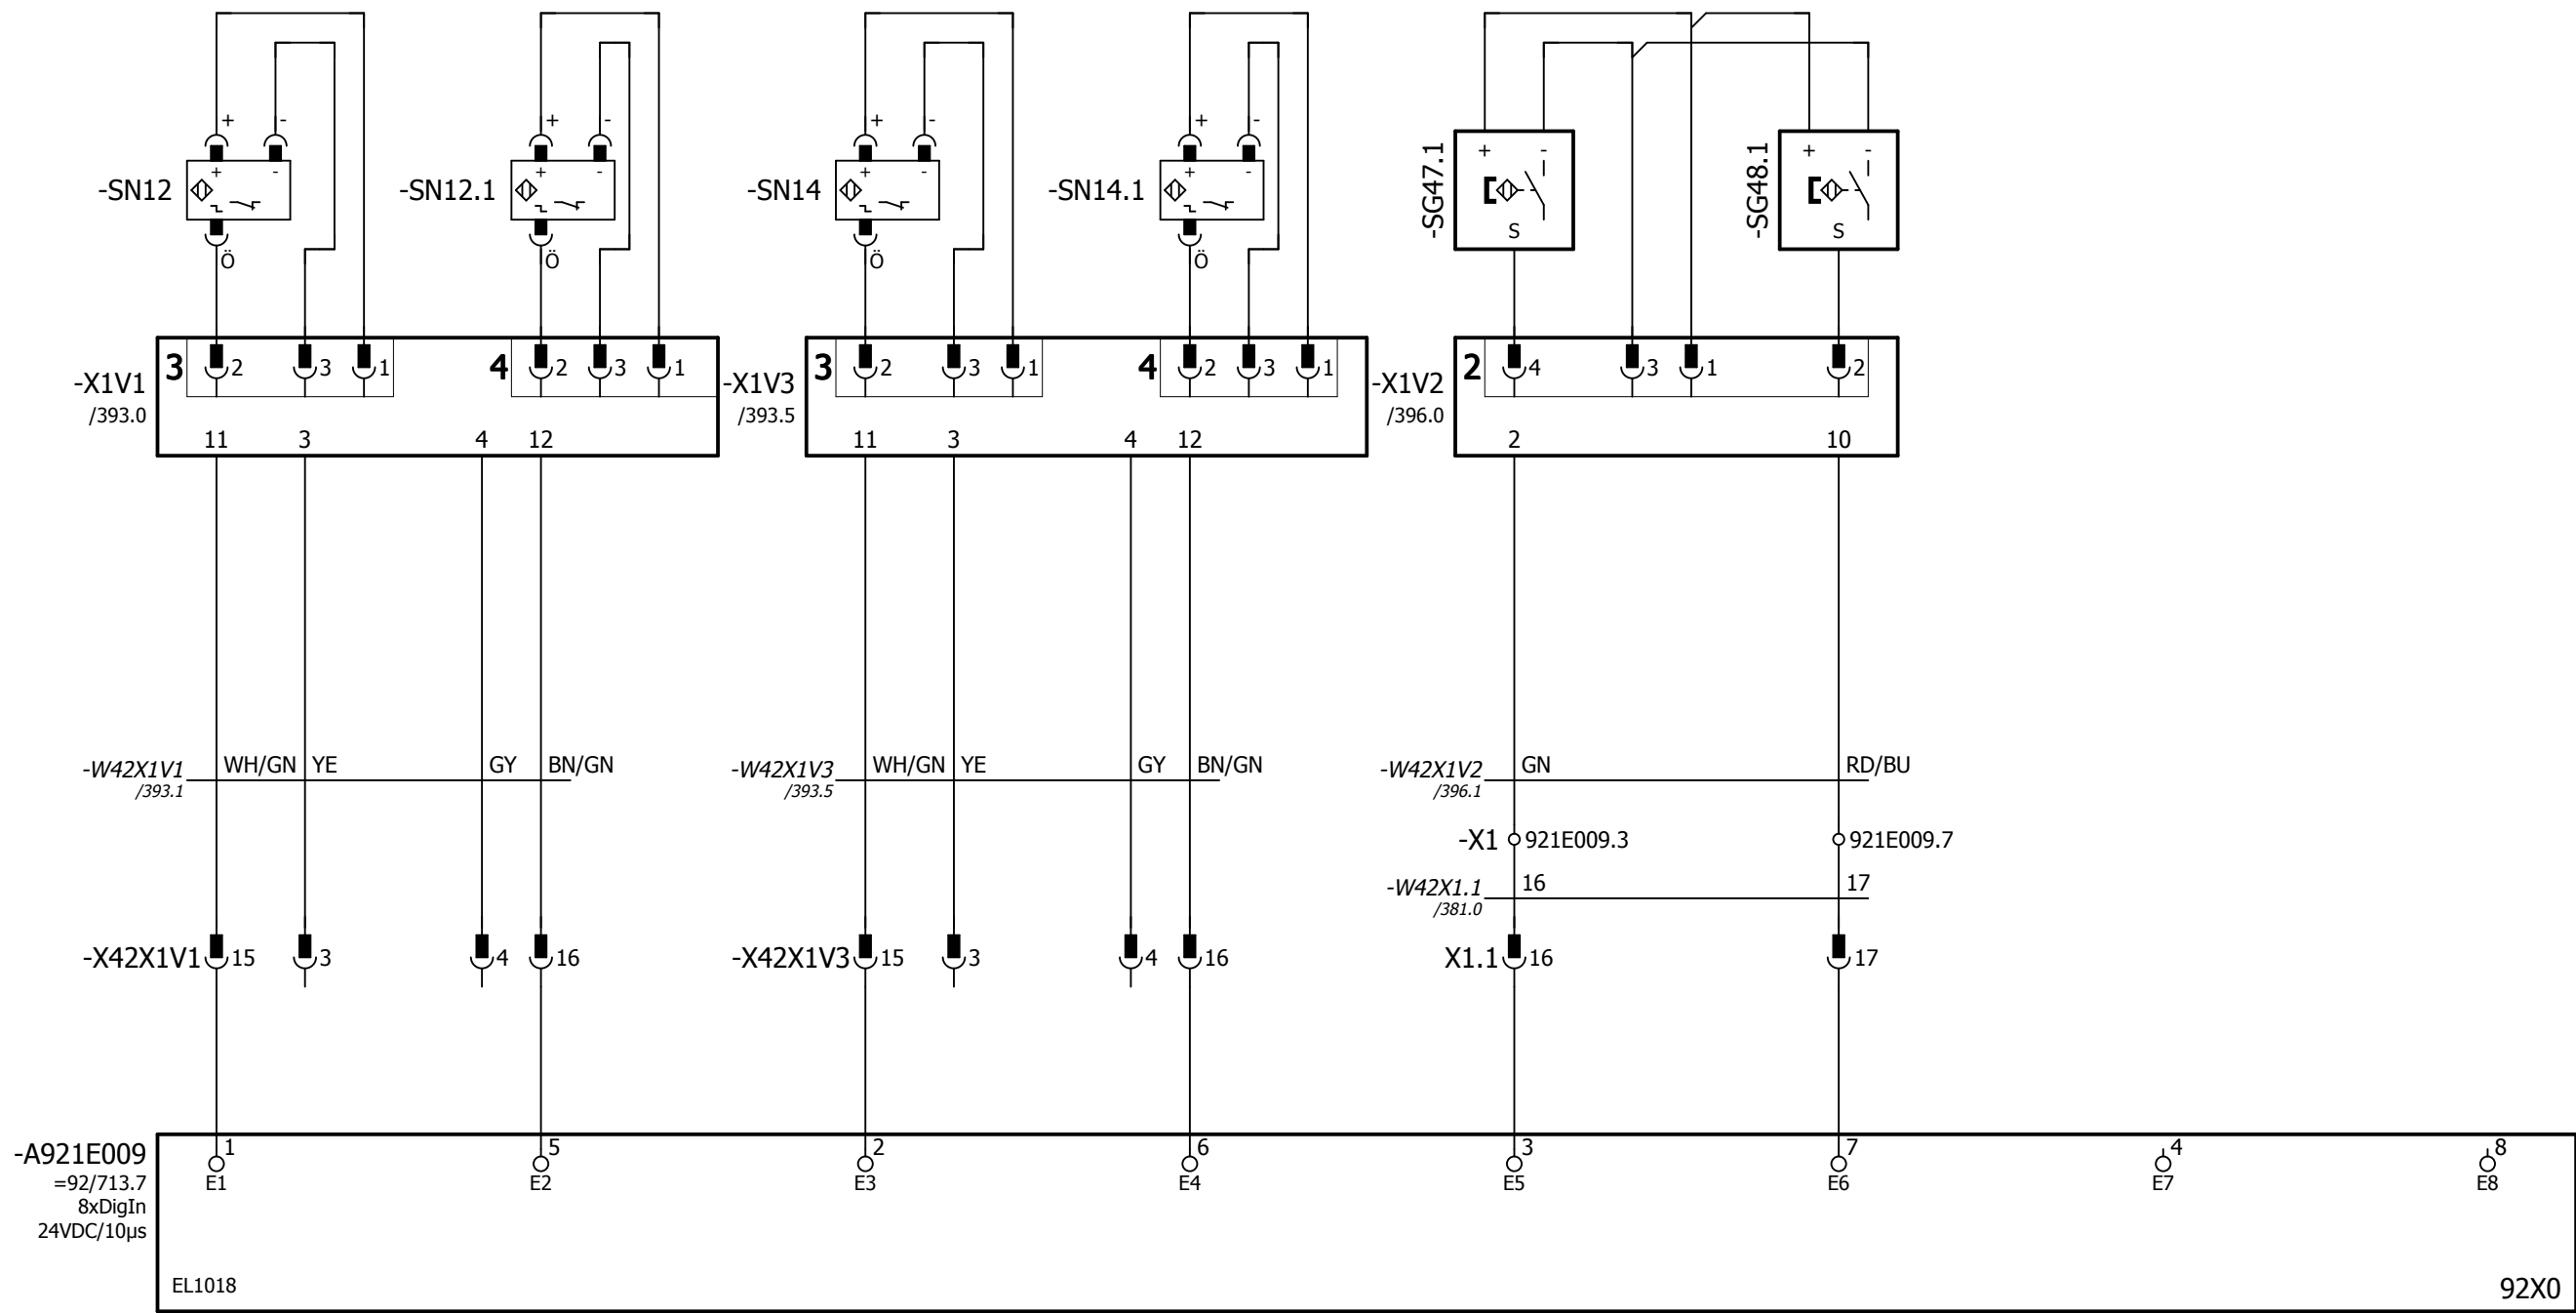 + - + - + - + -
-SN12 + - -SN12.1 + - -SN14 + - -SN14.1 + - -SG47.1 + - S -SG48.1 + - S
Ö Ö Ö Ö
-X1V1 3 2 3 1 4 2 3 1 -X1V3 3 2 3 1 4 2 3 1 -X1V2 2 4 3 1 2
/393.0 /393.5 /396.0
11 3 4 12 11 3 4 12 2 10
-W42X1V1 WH/GN YE GY BN/GN -W42X1V3 WH/GN YE GY BN/GN -W42X1V2 GN RD/BU
/393.1 /393.5 /396.1
-X1 921E009.3 921E009.7
-W42X1.1 16 17
/381.0
-X42X1V1 15 3 4 16 -X42X1V3 15 3 4 16 X1.1 16 17
-A921E009 1 5 2 6 3 7 4 8
=92/713.7 E1 E2 E3 E4 E5 E6 E7 E8
8xDigIn
24VDC/10µs
EL1018 92X0